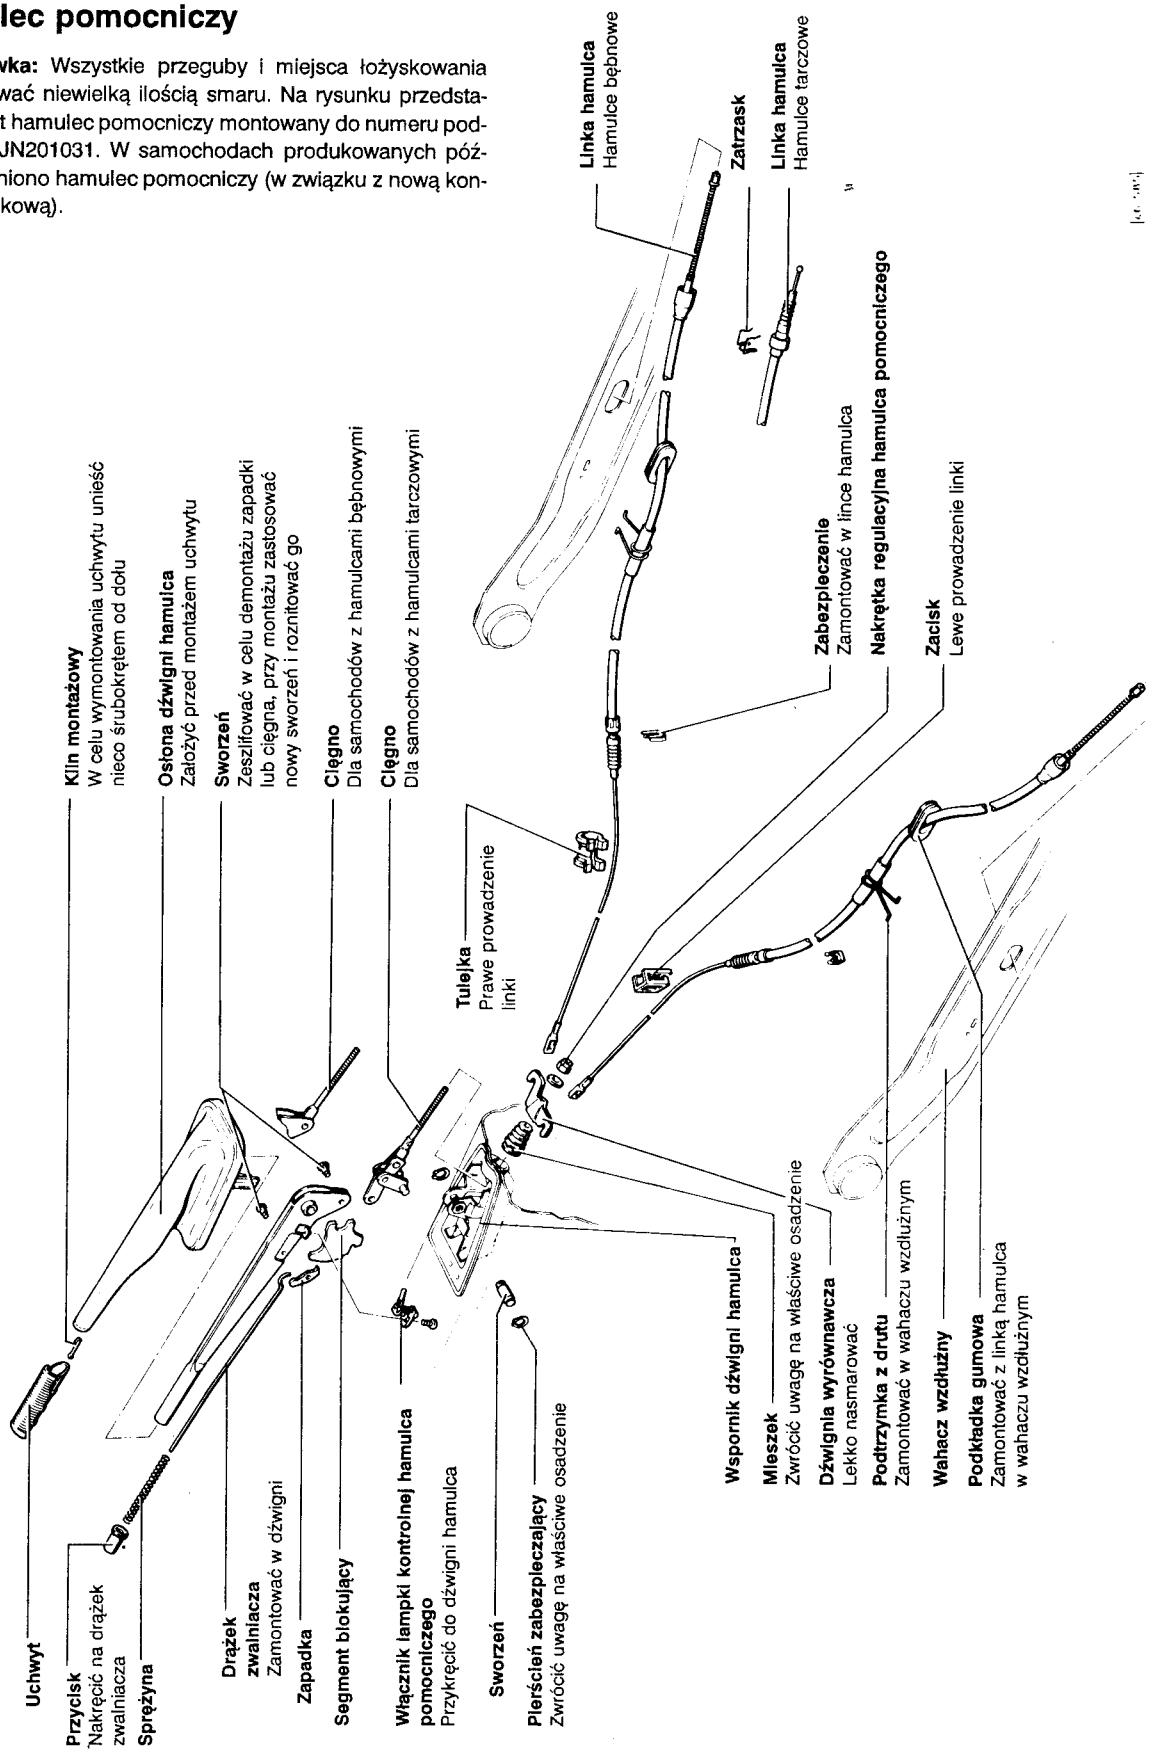 lec pomocniczy
wka: Wszystkie przeguby i miejsca łożyskowania
wać niewielką ilością smaru. Na rysunku przedsta-
t hamulec pomocniczy montowany do numeru pod-
JN201031. W samochodach produkowanych póź-
niono hamulec pomocniczy (w związku z nową kon-
kową).
Klin montażowy
W celu wymontowania uchwytu unieść
nieco śrubokrętem od dołu
Osłona dźwigni hamulca
Założyć przed montażem uchwytu
Sworzeń
Zeszlifować w celu demontażu zapadki
lub cięgna, przy montażu zastosować
nowy sworzeń i roznitować go
Cięgno
Dla samochodów z hamulcami bębnowymi
Cięgno
Dla samochodów z hamulcami tarczowymi
Tulejka
Prawe prowadzenie
linki
Linka hamulca
Hamulce bębnowe
Zatrzask
Linka hamulca
Hamulce tarczowe
Zabezpieczenie
Zamontować w lince hamulca
Nakrętka regulacyjna hamulca pomocniczego
Zacisk
Lewe prowadzenie linki
Uchwyt
Przycisk
Nakręcić na drążek
zwalniacza
Sprężyna
Drążek
zwalniacza
Zamontować w dźwigni
Zapadka
Segment blokujący
Włącznik lampki kontrolnej hamulca
pomocniczego
Przykręcić do dźwigni hamulca
Sworzeń
Pierścień zabezpieczający
Zwrócić uwagę na właściwe osadzenie
Wspornik dźwigni hamulca
Mieszek
Zwrócić uwagę na właściwe osadzenie
Dźwignia wyrównawcza
Lekko nasmarować
Podtrzymka z drutu
Zamontować w wahaczu wzdłużnym
Wahacz wzdłużny
Podkładka gumowa
Zamontować z linką hamulca
w wahaczu wzdłużnym